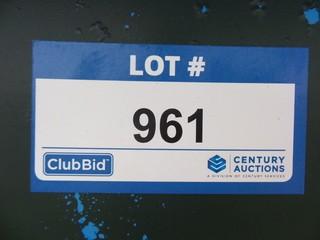 LOT #
961
ClubBid
CENTURY
AUCTIONS
A DIVISION OF CENTURY SERVICES